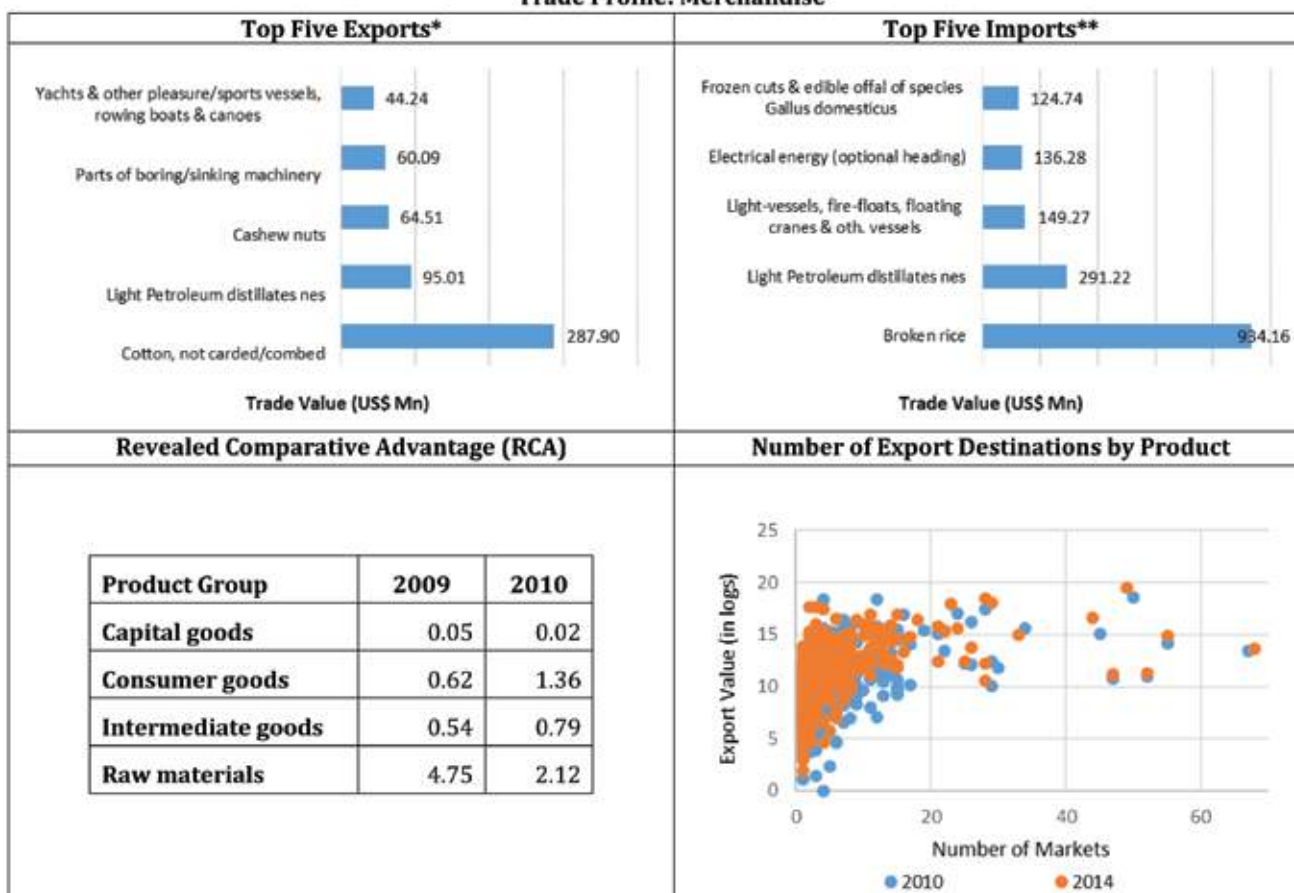 Trade Profile: Merchandise
Top Five Exports*
Yachts & other pleasure/sports vessels,
rowing boats & canoes
44.24
Parts of boring/sinking machinery
60.09
Cashew nuts
64.51
Light Petroleum distillates nes
95.01
Cotton, not carded/combed
287.90
Trade Value (US$ Mn)
Top Five Imports**
Frozen cuts & edible offal of species
Gallus domesticus
124.74
Electrical energy (optional heading)
136.28
Light-vessels, fire-floats, floating
cranes & oth. vessels
149.27
Light Petroleum distillates nes
291.22
Broken rice
934.16
Trade Value (US$ Mn)
Revealed Comparative Advantage (RCA)
Product Group 2009 2010
Capital goods 0.05 0.02
Consumer goods 0.62 1.36
Intermediate goods 0.54 0.79
Raw materials 4.75 2.12
Number of Export Destinations by Product
Export Value (in logs)
25
20
15
10
5
0
0 20 40 60
Number of Markets
2010 2014